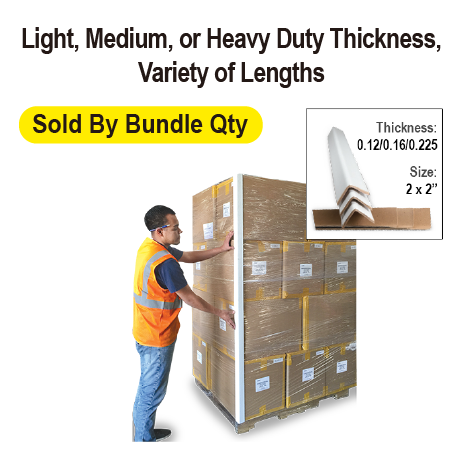 Light, Medium, or Heavy Duty Thickness,
Variety of Lengths
Sold By Bundle Qty
Thickness:
0.12/0.16/0.225
Size:
2 x 2”